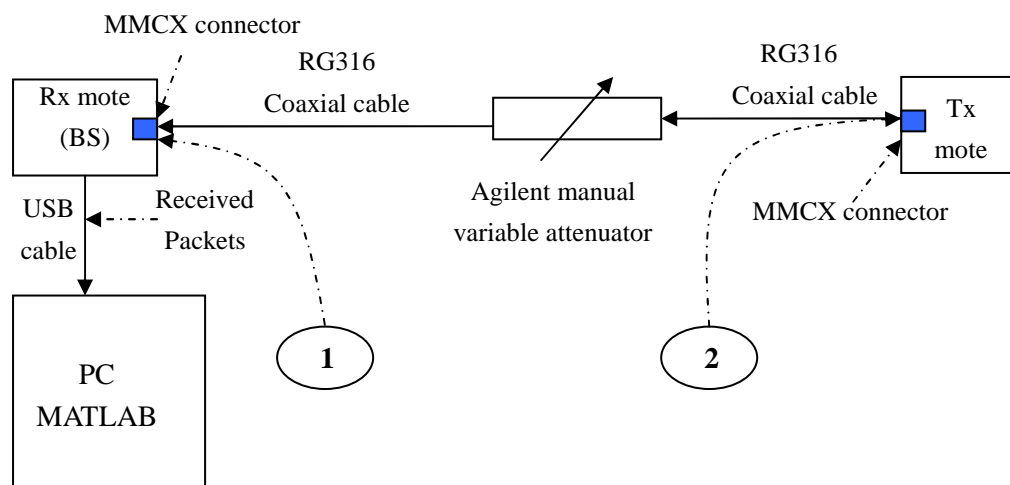 MMCX connector
RG316
Coaxial cable
RG316
Coaxial cable
Rx mote
(BS)
Tx
mote
Agilent manual
variable attenuator
MMCX connector
USB
cable
Received
Packets
1
2
PC
MATLAB